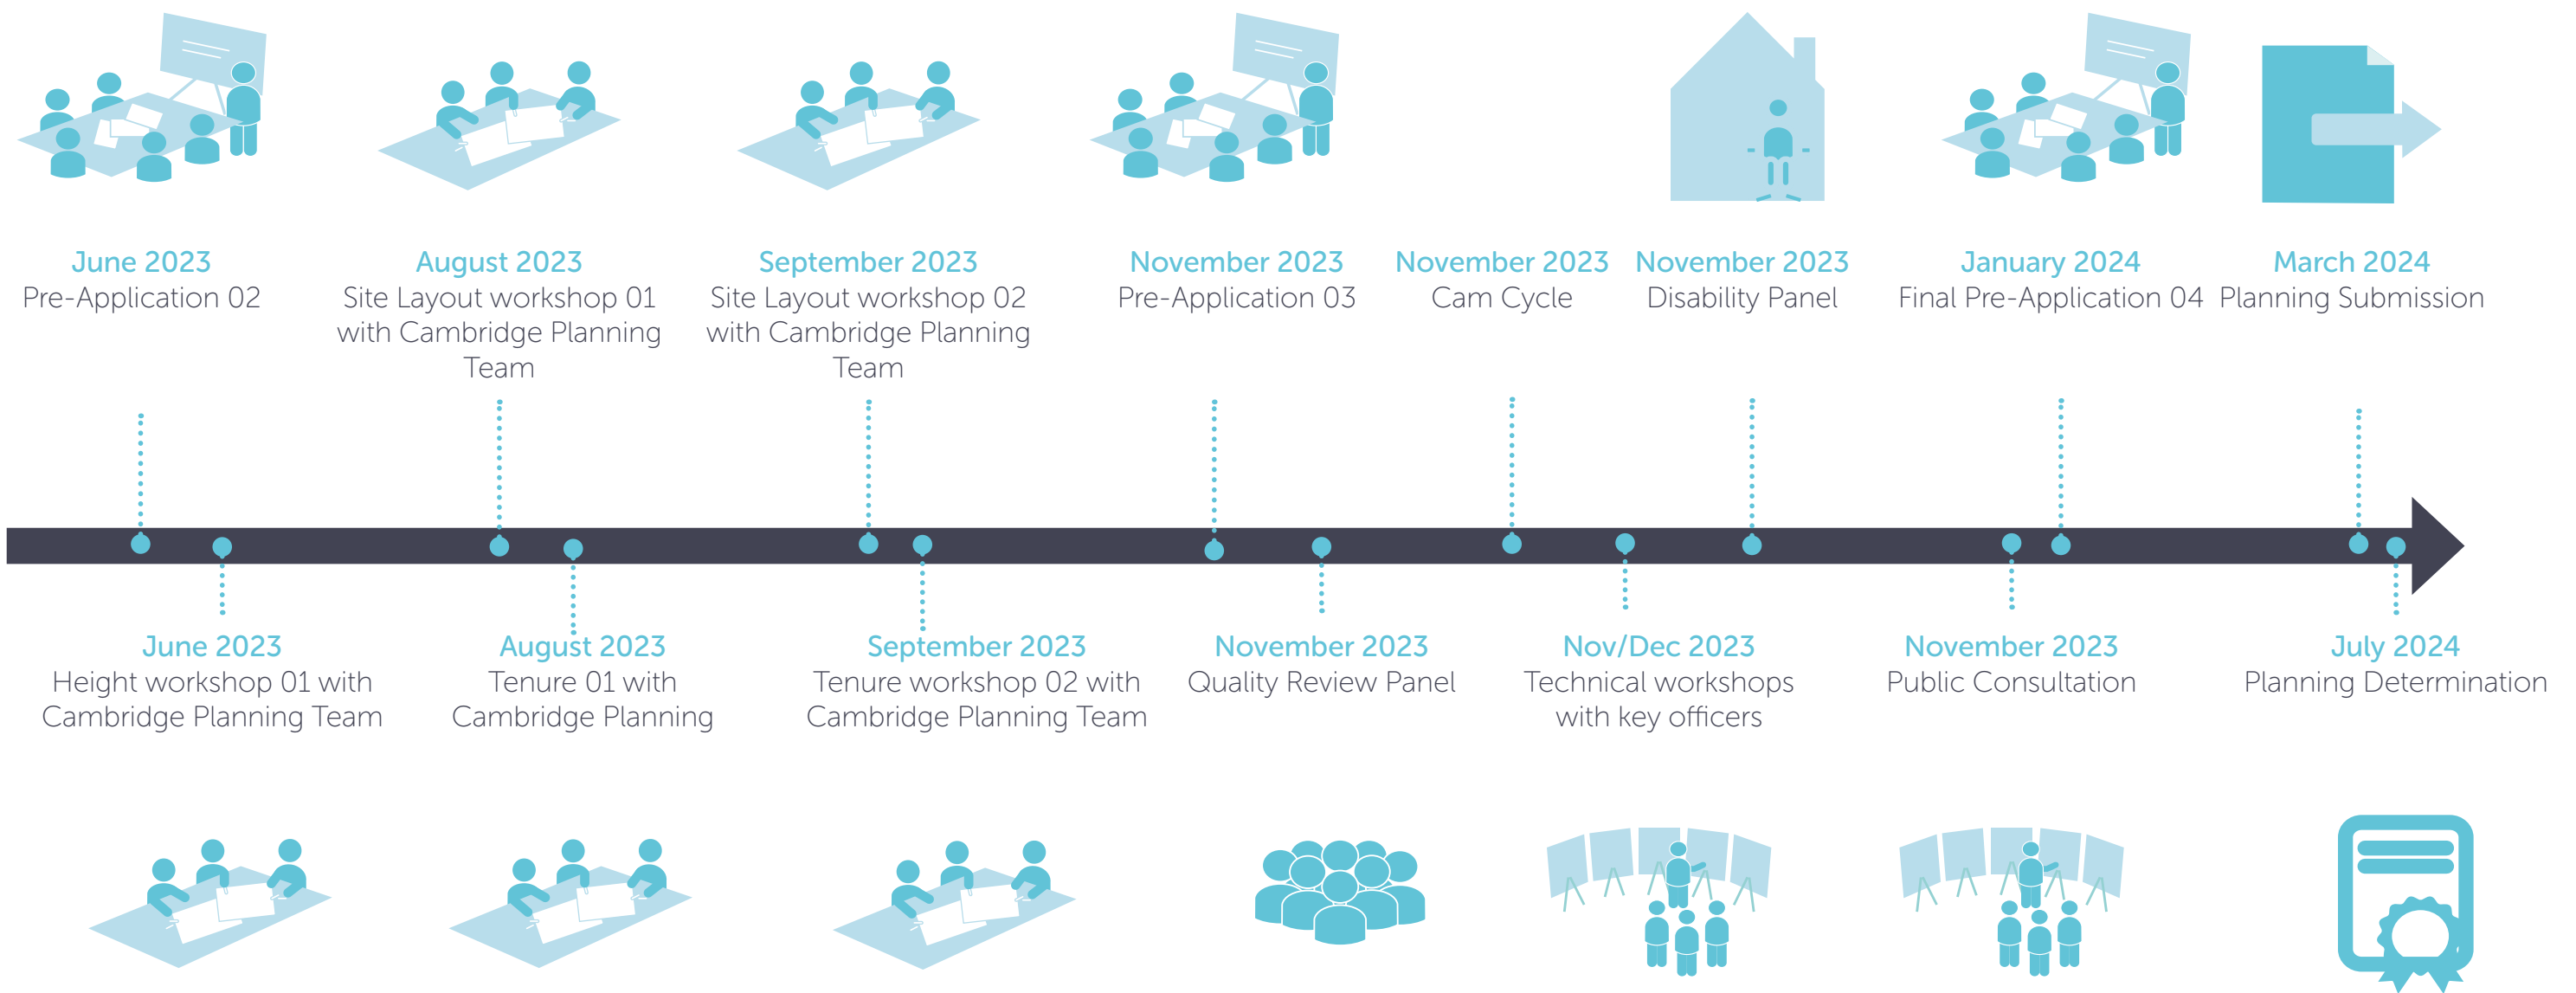 June 2023
Pre-Application 02
August 2023
Site Layout workshop 01
with Cambridge Planning
Team
September 2023
Site Layout workshop 02
with Cambridge Planning
Team
November 2023
Pre-Application 03
November 2023
Cam Cycle
November 2023
Disability Panel
January 2024
Final Pre-Application 04
March 2024
Planning Submission
June 2023
Height workshop 01 with
Cambridge Planning Team
August 2023
Tenure 01 with
Cambridge Planning
September 2023
Tenure workshop 02 with
Cambridge Planning Team
November 2023
Quality Review Panel
Nov/Dec 2023
Technical workshops
with key officers
November 2023
Public Consultation
July 2024
Planning Determination